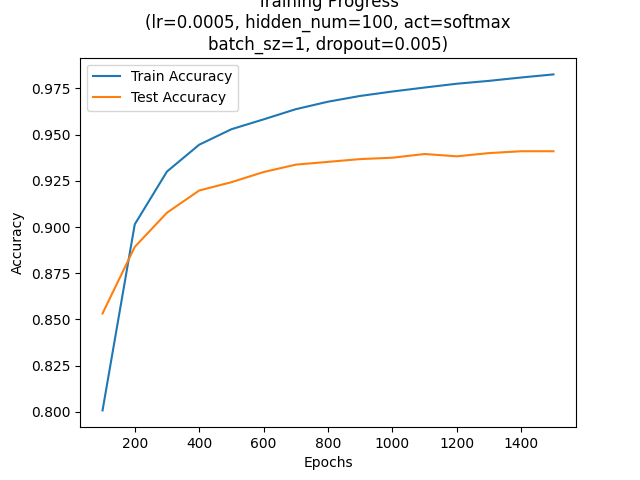 Training Progress
(lr=0.0005, hidden_num=100, act=softmax
batch_sz=1, dropout=0.005)
Train Accuracy
Test Accuracy
Accuracy
0.975
0.950
0.925
0.900
0.875
0.850
0.825
0.800
200 400 600 800 1000 1200 1400
Epochs